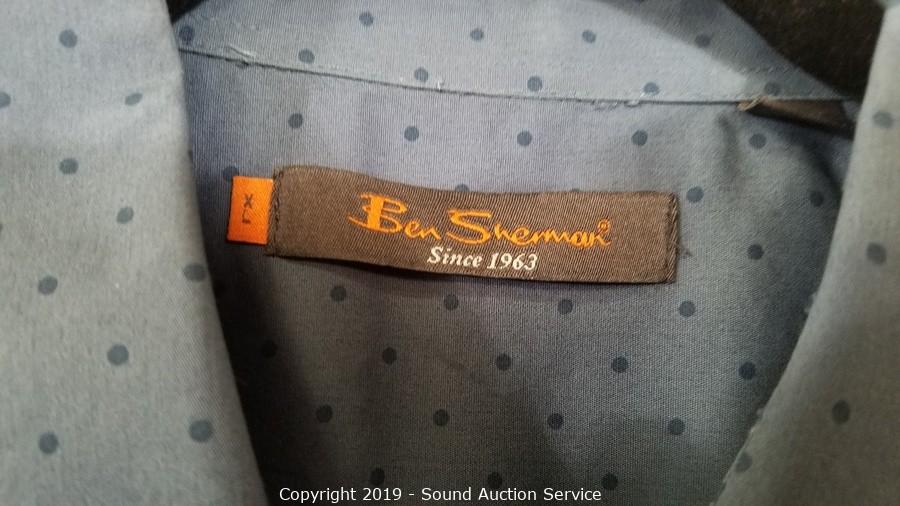 XL
Ben Sherman®
Since 1963
Copyright 2019 - Sound Auction Service